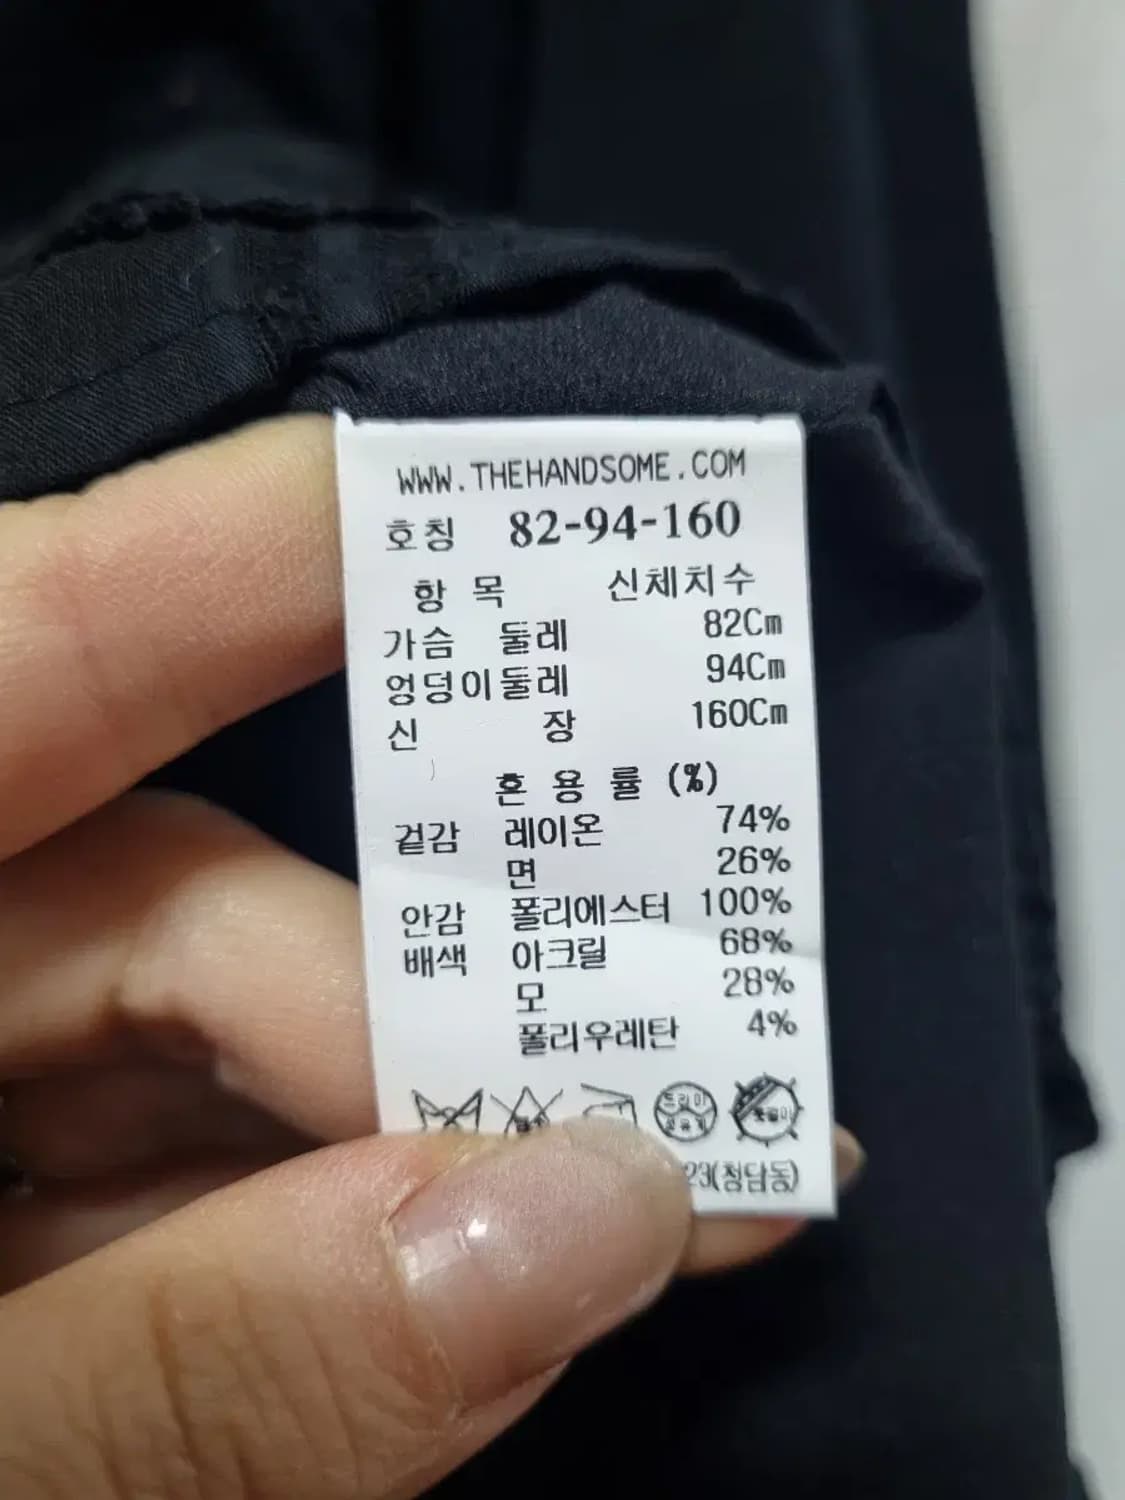 WWW.THEHANDSOME.COM
호칭 82-94-160
항 목 신체치수
가슴 둘레 82Cm
엉덩이둘레 94Cm
신 장 160Cm
혼 용 률 (%)
겉감 레이온 74%
면 26%
안감 폴리에스터 100%
배색 아크릴 68%
모 28%
폴리우레탄 4%
드라이
23(청담동)